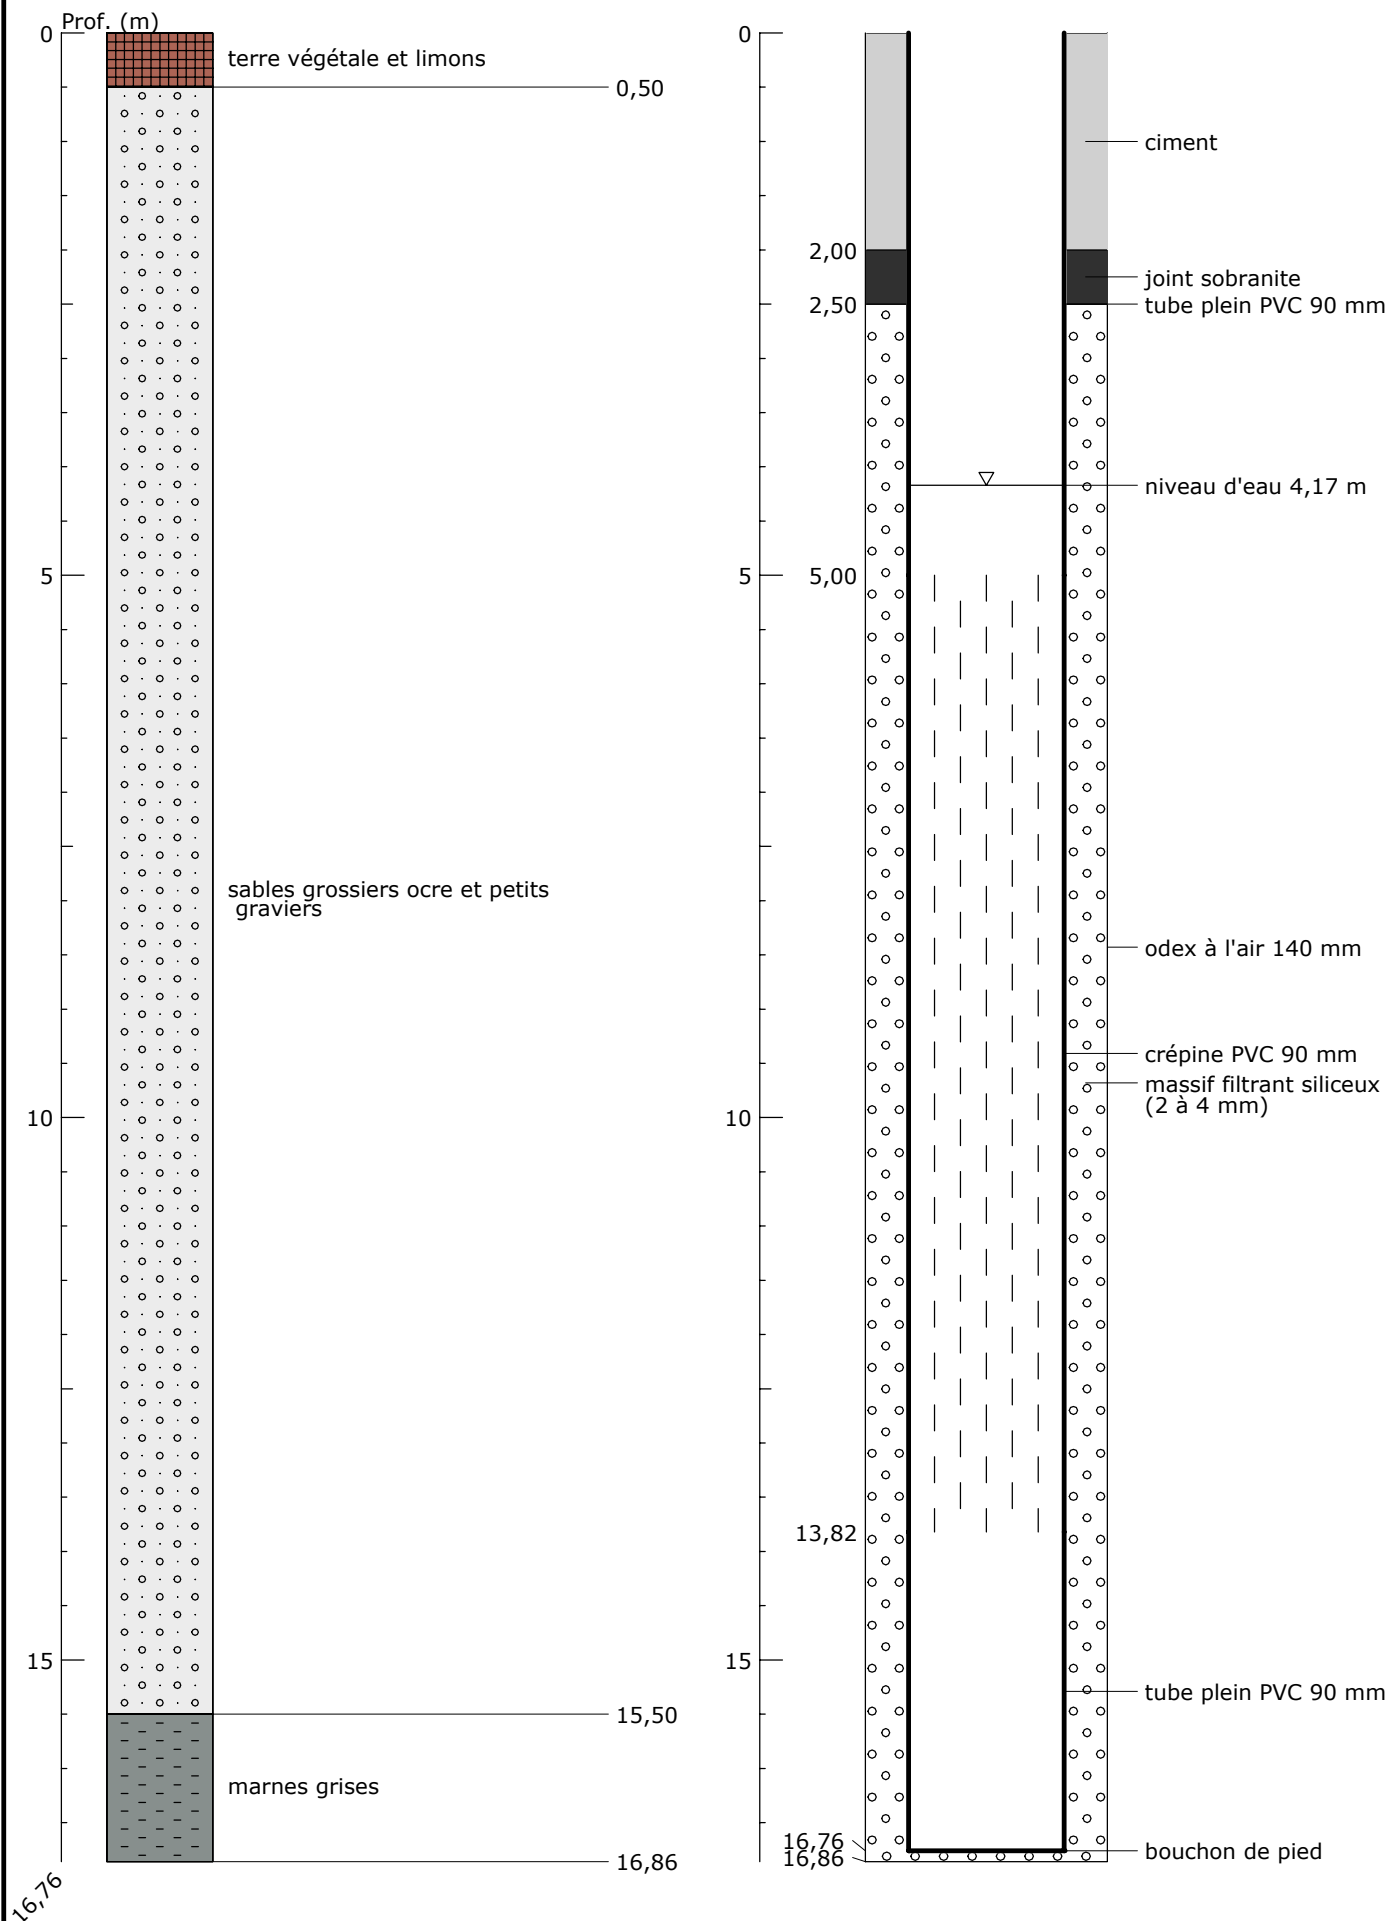 Prof. (m)
0
terre végétale et limons
0,50
5
sables grossiers ocre et petits
graviers
10
15
15,50
marnes grises
16,86
16,76
0
ciment
2,00
joint sobranite
2,50
tube plein PVC 90 mm
niveau d'eau 4,17 m
5
5,00
odex à l'air 140 mm
crépine PVC 90 mm
massif filtrant siliceux
(2 à 4 mm)
10
13,82
15
tube plein PVC 90 mm
16,76
bouchon de pied
16,86